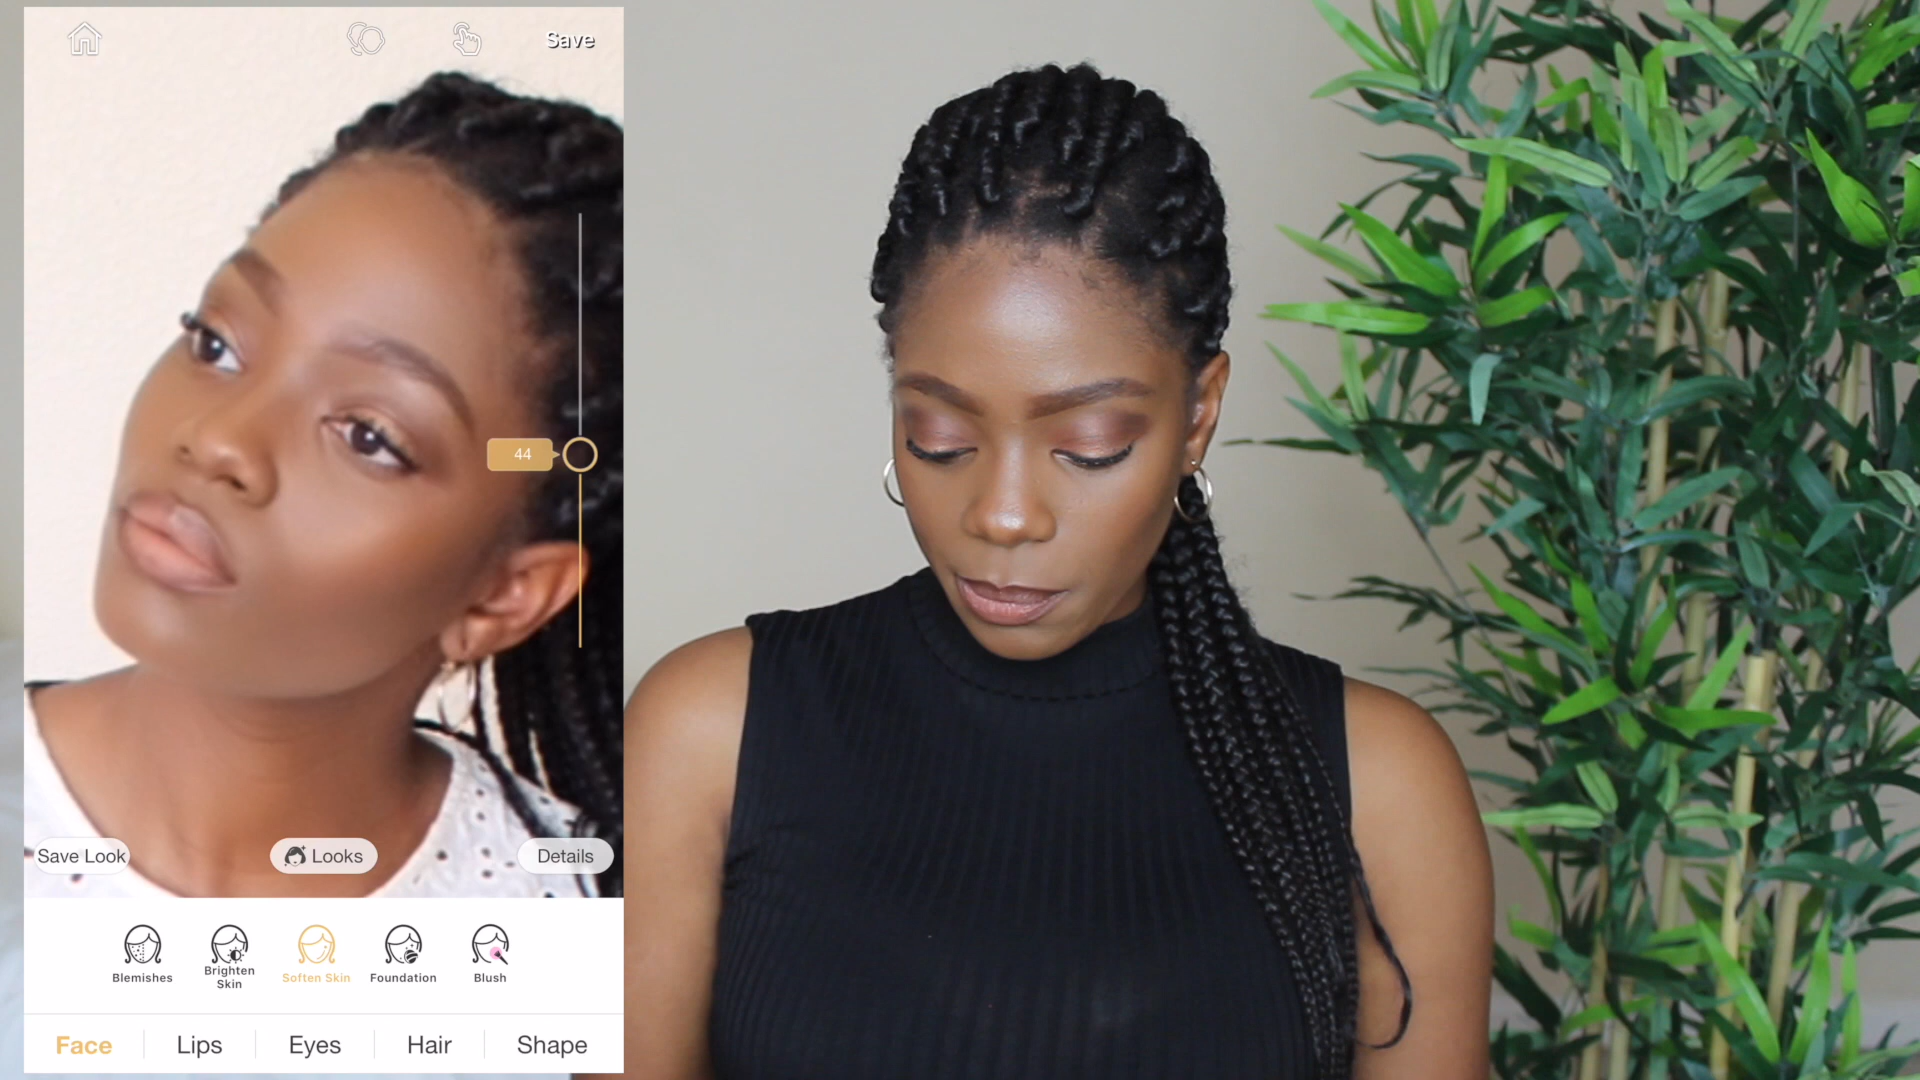 Save
44
Save Look
Looks
Details
Blemishes
Brighten
Skin
Soften Skin
Foundation
Blush
Face
Lips
Eyes
Hair
Shape